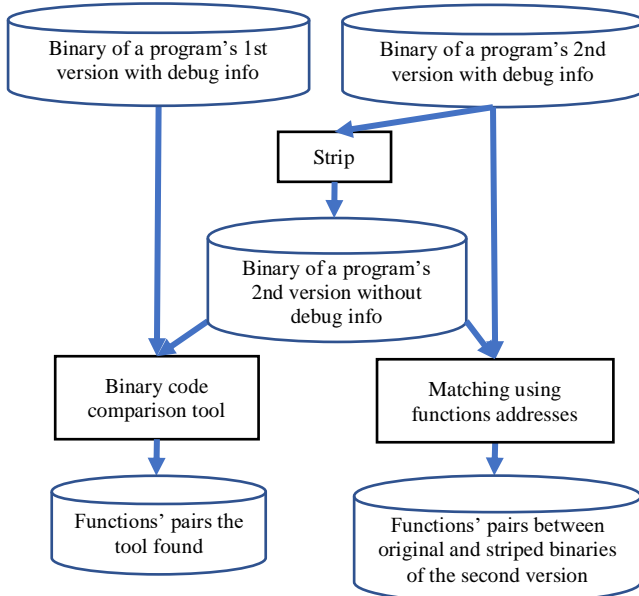 Binary of a program's 1st
version with debug info
Binary of a program's 2nd
version with debug info
Strip
Binary of a program's
2nd version without
debug info
Binary code
comparison tool
Matching using
functions addresses
Functions' pairs the
tool found
Functions' pairs between
original and striped binaries
of the second version